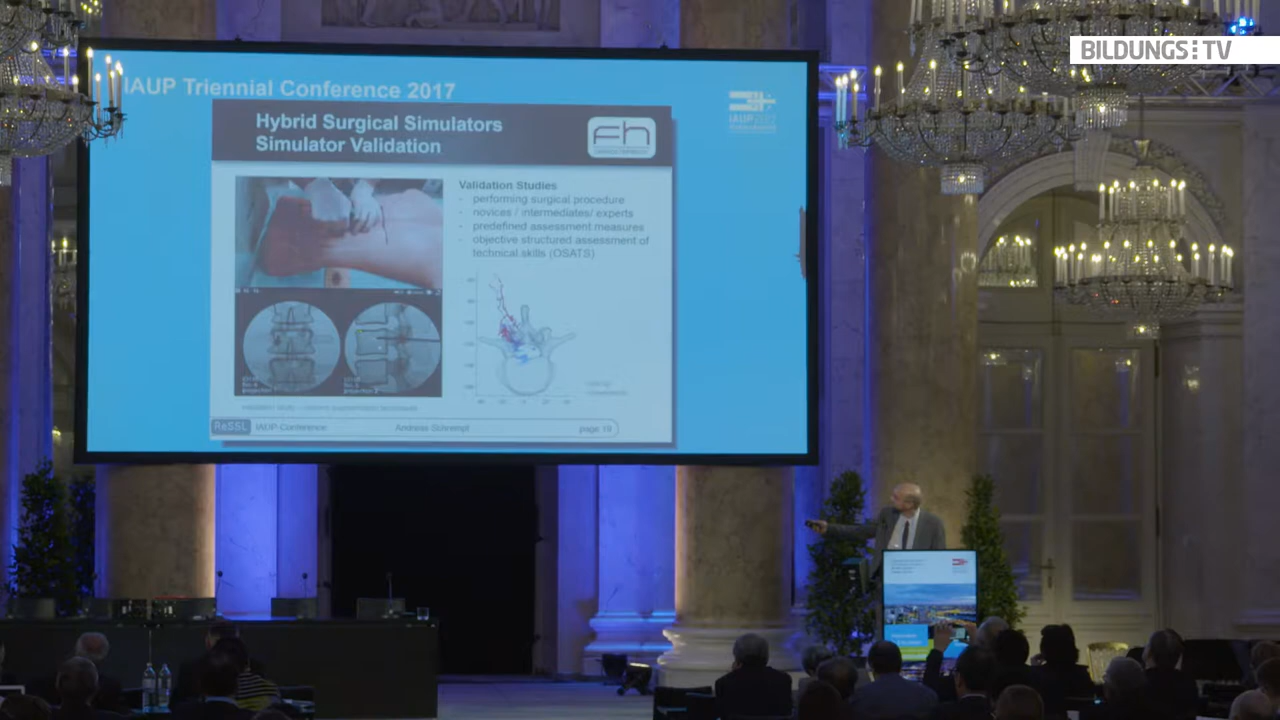 BILDUNGS:TV
IAUP Triennial Conference 2017
Hybrid Surgical Simulators
Simulator Validation
Fh
Validation Studies
- performing surgical procedure
- novices / intermediates/ experts
- predefined assessment measures
- objective structured assessment of
technical skills (OSATS)
ReSSL IAUP-Conference Andreas Schrempf page 19